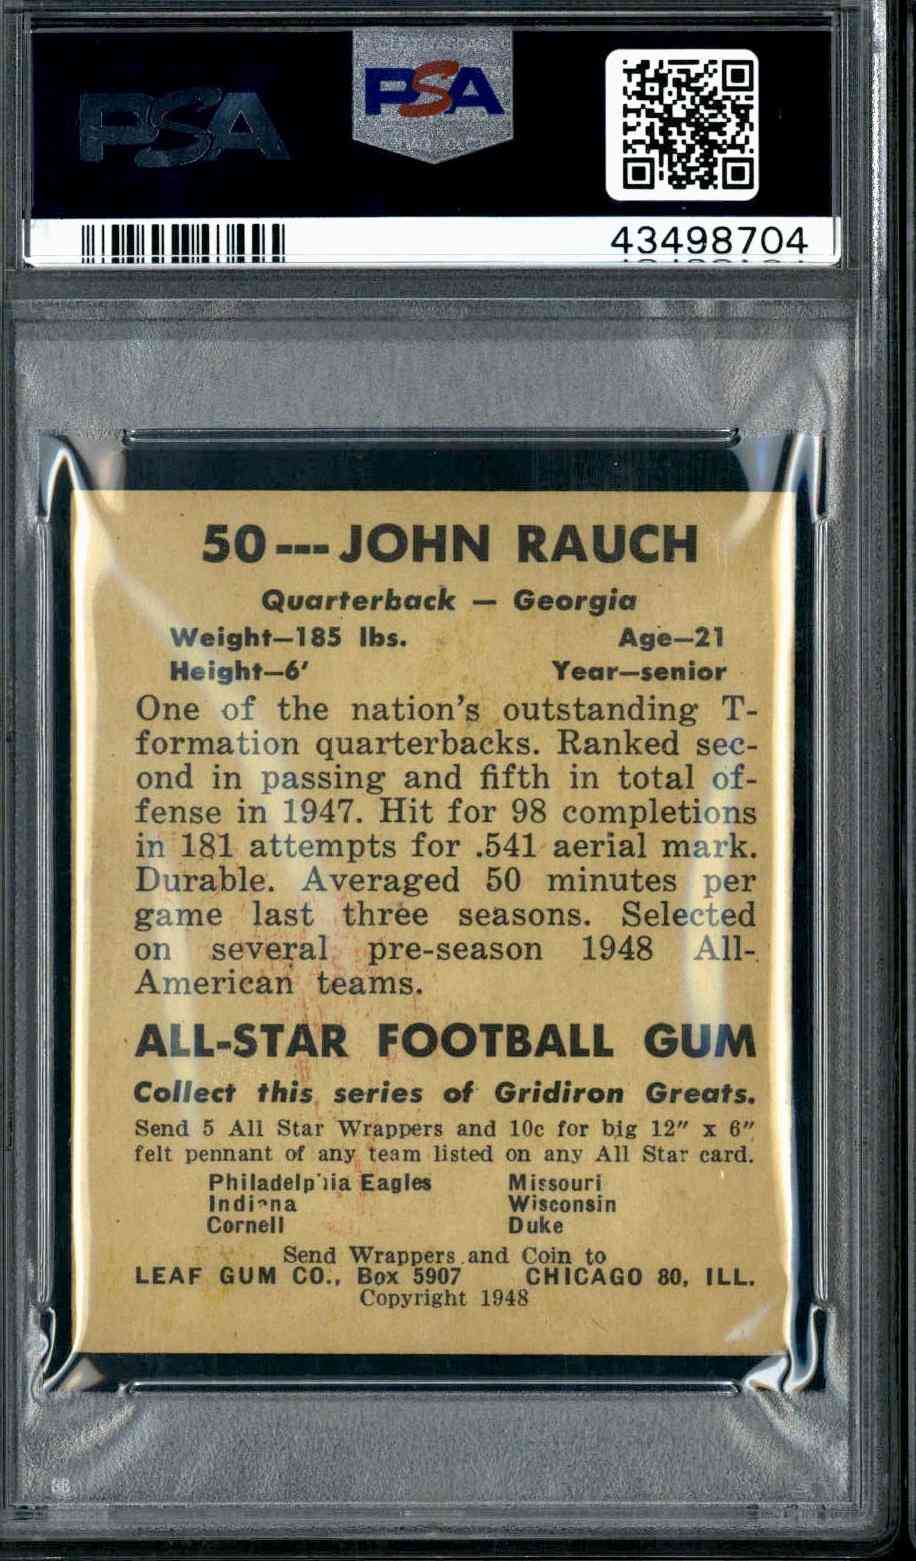 PSA
PSA
43498704
50---JOHN RAUCH
Quarterback — Georgia
Weight—185 lbs. Age—21
Height—6′ Year—senior
One of the nation's outstanding T-
formation quarterbacks. Ranked sec-
ond in passing and fifth in total of-
fense in 1947. Hit for 98 completions
in 181 attempts for .541 aerial mark.
Durable. Averaged 50 minutes per
game last three seasons. Selected
on several pre-season 1948 All-
American teams.
ALL-STAR FOOTBALL GUM
Collect this series of Gridiron Greats.
Send 5 All Star Wrappers and 10c for big 12″ x 6″
felt pennant of any team listed on any All Star card.
Philadelphia Eagles Missouri
Indiana Wisconsin
Cornell Duke
Send Wrappers and Coin to
LEAF GUM CO., Box 5907 CHICAGO 80, ILL.
Copyright 1948